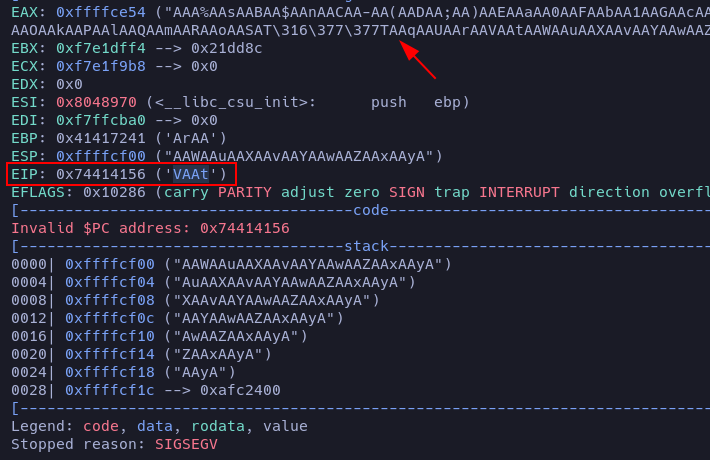 EAX: 0xffffce54 ("AAA%AAsAABAA$AAnAACAA-AA(AADAA;AA)AAEAAaAA0AAFAAbAA1AAGAAcAA
AAOAAkAAPAAlAAQAAmAARAAoAASAT\316\377\377TAAqAAUAArAAVAAtAAWAAuAAXAAvAAYAAwAAZ
EBX: 0xf7e1dff4 --> 0x21dd8c
ECX: 0xf7e1f9b8 --> 0x0
EDX: 0x0
ESI: 0x8048970 (<__libc_csu_init>: push ebp)
EDI: 0xf7ffcba0 --> 0x0
EBP: 0x41417241 ('ArAA')
ESP: 0xffffcf00 ("AAWAAuAAXAAvAAYAAwAAZAAxAAyA")
EIP: 0x74414156 ('VAAt')
EFLAGS: 0x10286 (carry PARITY adjust zero SIGN trap INTERRUPT direction overfl
[-------------------------------------code-------------------------------------
Invalid $PC address: 0x74414156
[------------------------------------stack-------------------------------------
0000| 0xffffcf00 ("AAWAAuAAXAAvAAYAAwAAZAAxAAyA")
0004| 0xffffcf04 ("AuAAXAAvAAYAAwAAZAAxAAyA")
0008| 0xffffcf08 ("XAAvAAYAAwAAZAAxAAyA")
0012| 0xffffcf0c ("AAYAAwAAZAAxAAyA")
0016| 0xffffcf10 ("AwAAZAAxAAyA")
0020| 0xffffcf14 ("ZAAxAAyA")
0024| 0xffffcf18 ("AAyA")
0028| 0xffffcf1c --> 0xafc2400
[------------------------------------------------------------------------------
Legend: code, data, rodata, value
Stopped reason: SIGSEGV